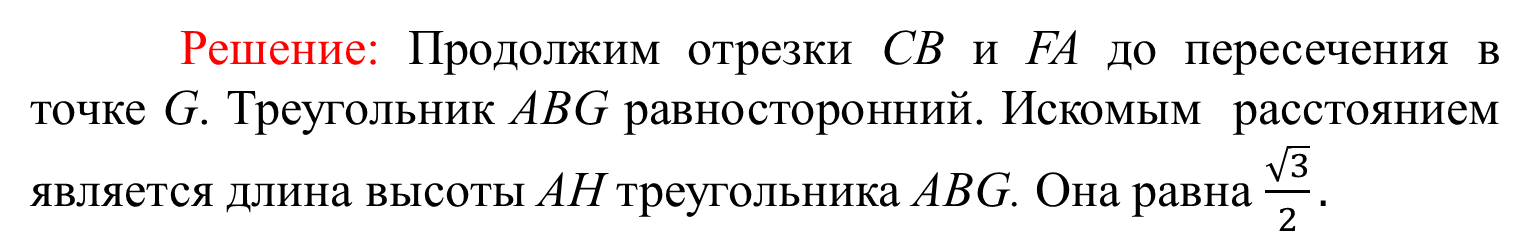 Решение: Продолжим отрезки CB и FA до пересечения в
точке G. Треугольник ABG равносторонний. Искомым расстоянием
является длина высоты AH треугольника ABG. Она равна √3/2.